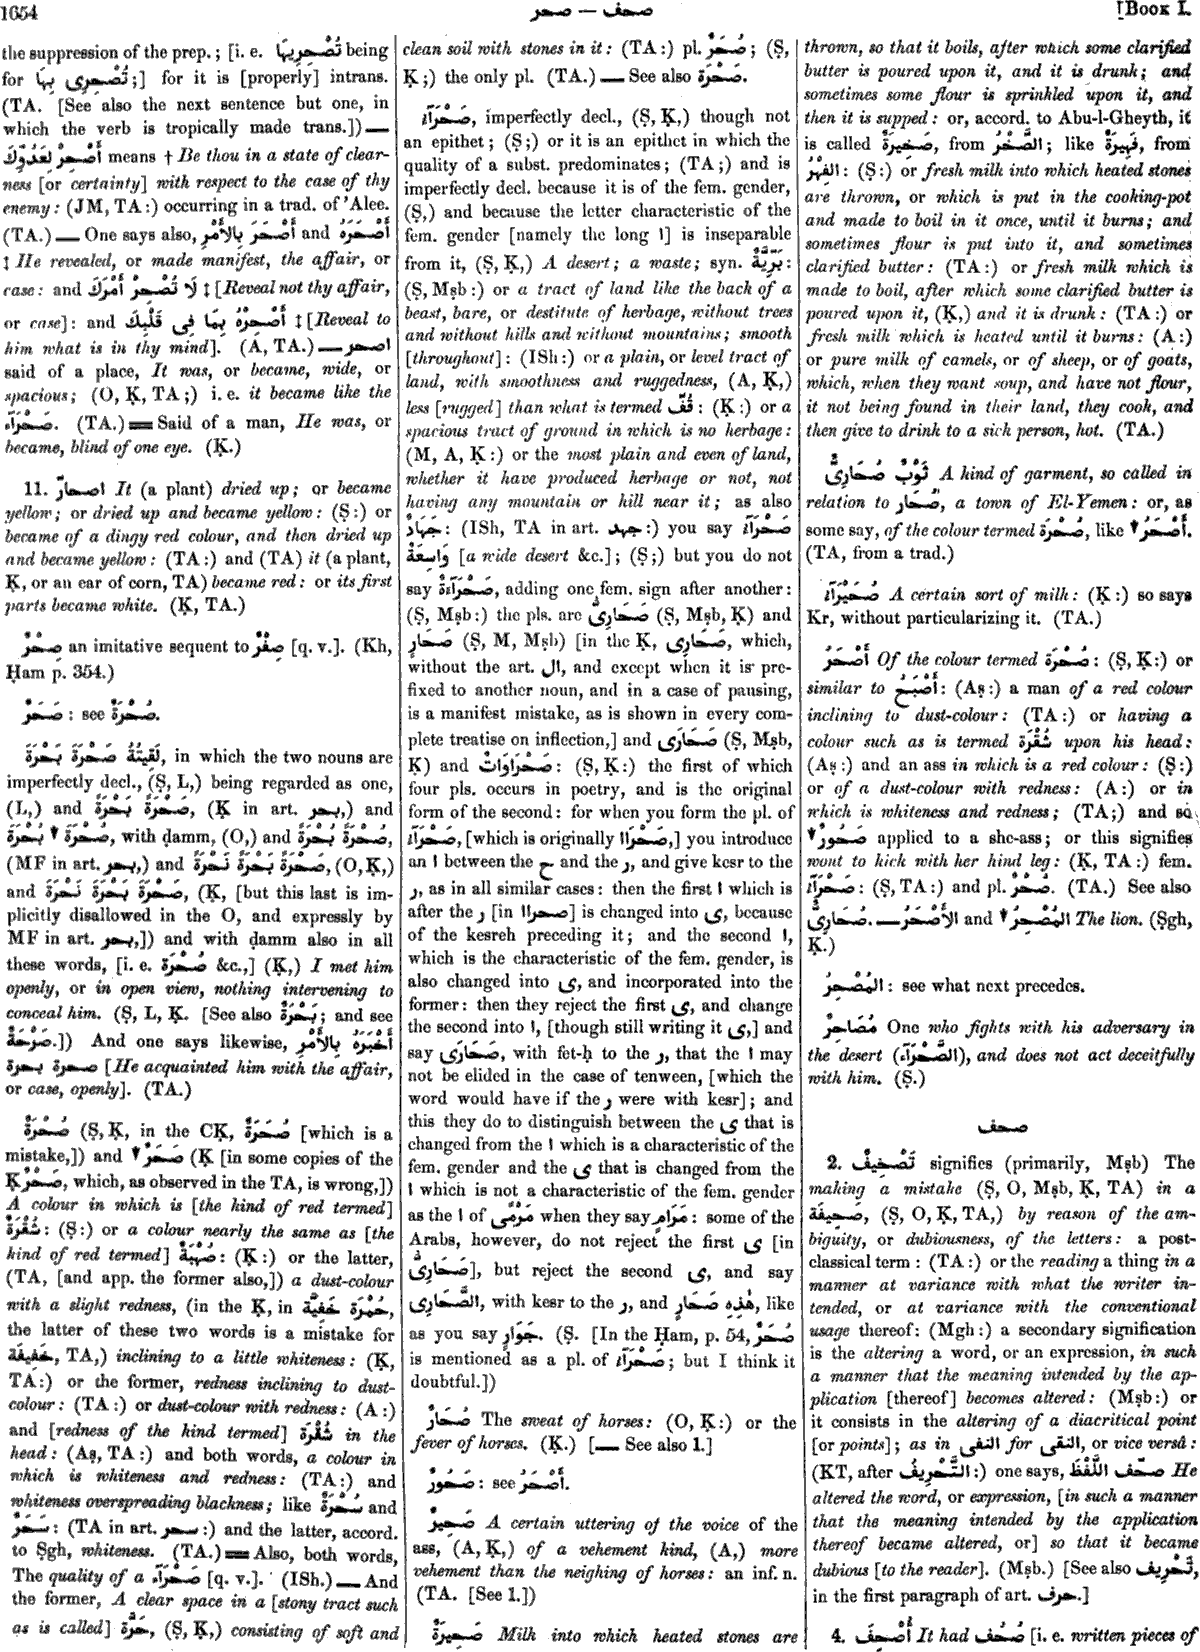 1654
صحف — صحر
[BOOK I.
the suppression of the prep.; [i. e. تُصْحِرِيهَا being
for تُصْحِرِى بِهَا;] for it is [properly] intrans.
(TA. [See also the next sentence but one, in
which the verb is tropically made trans.]) —
أَصْحِرْ لِعَدُوِّكَ means † Be thou in a state of clear-
ness [or certainty] with respect to the case of thy
enemy: (JM, TA:) occurring in a trad. of 'Alee.
(TA.) — One says also, أَصْحَرَ بِالأَمْرِ and أَصْحَرَهُ
‡ He revealed, or made manifest, the affair, or
case: and لَا تُصْحِرْ أَمْرَكَ ‡ [Reveal not thy affair,
or case]: and أَصْحِرْهُ بِمَا فِى قَلْبِكَ ‡ [Reveal to
him what is in thy mind]. (A, TA.) — اصحر
said of a place, It was, or became, wide, or
spacious; (O, Ḳ, TA;) i. e. it became like the
صَحْرَآء. (TA.) = Said of a man, He was, or
became, blind of one eye. (Ḳ.)
11. اصحارّ It (a plant) dried up; or became
yellow; or dried up and became yellow: (Ṣ:) or
became of a dingy red colour, and then dried up
and became yellow: (TA:) and (TA) it (a plant,
Ḳ, or an ear of corn, TA) became red: or its first
parts became white. (Ḳ, TA.)
صِحْرٌ an imitative sequent to صِفْرٌ [q. v.]. (Kh,
Ḥam p. 354.)
صَحَرٌ: see صُحْرَةٌ.
لَقِيتُهُ صَحْرَةَ بَحْرَةَ, in which the two nouns are
imperfectly decl., (Ṣ, L,) being regarded as one,
(L,) and صَحْرَةً بَحْرَةً, (Ḳ in art. بحر,) and
صُحْرَةَ ▾ بُحْرَةَ, with ḍamm, (O,) and صُحْرَةً بُحْرَةً
(MF in art. بحر,) and صَحْرَةَ بَحْرَةَ نَحْرَةَ, (O, Ḳ,)
and صَحْرَةً بَحْرَةً نَحْرَةً, (Ḳ, [but this last is im-
plicitly disallowed in the O, and expressly by
MF in art. بحر,]) and with ḍamm also in all
these words, [i. e. صُحْرَة &c.,] (Ḳ,) I met him
openly, or in open view, nothing intervening to
conceal him. (Ṣ, L, Ḳ. [See also بَحْرَةٌ; and see
صَرْحَةٌ.]) And one says likewise, أَخْبَرَهُ بِالأَمْرِ
صحرة بحرة [He acquainted him with the affair,
or case, openly]. (TA.)
صُحْرَةٌ (Ṣ, Ḳ, in the CḲ, صُحَرَةٌ [which is a
mistake,]) and ▾ صَحَرٌ (Ḳ [in some copies of the
Ḳ صَحْرٌ, which, as observed in the TA, is wrong,])
A colour in which is [the kind of red termed]
شُقْرَةٌ: (Ṣ:) or a colour nearly the same as [the
kind of red termed] صُهْبَةٌ: (Ḳ:) or the latter,
(TA, [and app. the former also,]) a dust-colour
with a slight redness, (in the Ḳ, in حُمْرَة خَفِيَّة,
the latter of these two words is a mistake for
خَفِيفَة, TA,) inclining to a little whiteness: (Ḳ,
TA:) or the former, redness inclining to dust-
colour: (TA:) or dust-colour with redness: (A:)
and [redness of the kind termed] شُقْرَة in the
head: (Aṣ, TA:) and both words, a colour in
which is whiteness and redness: (TA:) and
whiteness overspreading blackness; like سُحْرَةٌ and
سَحَرٌ: (TA in art. سحر:) and the latter, accord.
to Ṣgh, whiteness. (TA.) = Also, both words,
The quality of a صَحْرَآء [q. v.]. (ISh.) — And
the former, A clear space in a [stony tract such
as is called] حَرَّة, (Ṣ, Ḳ,) consisting of soft and
clean soil with stones in it: (TA:) pl. صُحَرٌ; (Ṣ,
Ḳ;) the only pl. (TA.) — See also صَحْرَة.
صَحْرَآءُ, imperfectly decl., (Ṣ, Ḳ,) though not
an epithet; (Ṣ;) or it is an epithet in which the
quality of a subst. predominates; (TA;) and is
imperfectly decl. because it is of the fem. gender,
(Ṣ,) and because the letter characteristic of the
fem. gender [namely the long ا] is inseparable
from it, (Ṣ, Ḳ,) A desert; a waste; syn. بَرِّيَّةٌ:
(Ṣ, Mṣb:) or a tract of land like the back of a
beast, bare, or destitute of herbage, without trees
and without hills and without mountains; smooth
[throughout]: (ISh:) or a plain, or level tract of
land, with smoothness and ruggedness, (A, Ḳ,)
less [rugged] than what is termed قُفّ: (Ḳ:) or a
spacious tract of ground in which is no herbage:
(M, A, Ḳ:) or the most plain and even of land,
whether it have produced herbage or not, not
having any mountain or hill near it; as also
جَهَادٌ: (ISh, TA in art. جهد:) you say صَحْرَآءُ
وَاسِعَةٌ [a wide desert &c.]; (Ṣ;) but you do not
say صَحْرَآءَةٌ, adding one fem. sign after another:
(Ṣ, Mṣb:) the pls. are صَحَارِىُّ (Ṣ, Mṣb, Ḳ) and
صَحَارٍ (Ṣ, M, Mṣb) [in the Ḳ, صَحَارِى, which,
without the art. ال, and except when it is pre-
fixed to another noun, and in a case of pausing,
is a manifest mistake, as is shown in every com-
plete treatise on inflection,] and صَحَارَى (Ṣ, Mṣb,
Ḳ) and صَحْرَاوَاتٌ: (Ṣ, Ḳ:) the first of which
four pls. occurs in poetry, and is the original
form of the second: for when you form the pl. of
صَحْرَآءُ, [which is originally صَحْرَاا,] you introduce
an ا between the ح and the ر, and give kesr to the
ر, as in all similar cases: then the first ا which is
after the ر [in صحراا] is changed into ى, because
of the kesreh preceding it; and the second ا,
which is the characteristic of the fem. gender, is
also changed into ى, and incorporated into the
former: then they reject the first ى, and change
the second into ا, [though still writing it ى,] and
say صَحَارَى, with fet-ḥ to the ر, that the ا may
not be elided in the case of tenween, [which the
word would have if the ر were with kesr]; and
this they do to distinguish between the ى that is
changed from the ا which is a characteristic of the
fem. gender and the ى that is changed from the
ا which is not a characteristic of the fem. gender
as the ا of مَرْمًى when they say مَرَامٍ: some of the
Arabs, however, do not reject the first ى [in
صَحَارِىُّ], but reject the second ى, and say
الصَّحَارِى, with kesr to the ر, and هٰذِهِ صَحَارٍ, like
as you say جَوَارٍ. (Ṣ. [In the Ḥam, p. 54, صُحْرٌ
is mentioned as a pl. of صَحْرَآءُ; but I think it
doubtful.])
صُحَارٌ The sweat of horses: (O, Ḳ:) or the
fever of horses. (Ḳ.) [— See also 1.]
صَحُورٌ: see أَصْحَرُ.
صَحِيرٌ A certain uttering of the voice of the
ass, (A, Ḳ,) of a vehement kind, (A,) more
vehement than the neighing of horses: an inf. n.
(TA. [See 1.])
صَحِيرَةٌ Milk into which heated stones are
thrown, so that it boils, after which some clarified
butter is poured upon it, and it is drunk; and
sometimes some flour is sprinkled upon it, and
then it is supped: or, accord. to Abu-l-Gheyth, it
is called صَخِيرَةٌ, from الصَّخْرُ; like فَهِيرَةٌ, from
الفِهْرُ: (Ṣ:) or fresh milk into which heated stones
are thrown, or which is put in the cooking-pot
and made to boil in it once, until it burns; and
sometimes flour is put into it, and sometimes
clarified butter: (TA:) or fresh milk which is
made to boil, after which some clarified butter is
poured upon it, (Ḳ,) and it is drunk: (TA:) or
fresh milk which is heated until it burns: (A:)
or pure milk of camels, or of sheep, or of goats,
which, when they want soup, and have not flour,
it not being found in their land, they cook, and
then give to drink to a sick person, hot. (TA.)
ثَوْبٌ صُحَارِىٌّ A kind of garment, so called in
relation to صُحَار, a town of El-Yemen: or, as
some say, of the colour termed صُحْرَة, like ▾ أَصْحَرُ.
(TA, from a trad.)
صُحَيْرَآءُ A certain sort of milk: (Ḳ:) so says
Kr, without particularizing it. (TA.)
أَصْحَرُ Of the colour termed صُحْرَة: (Ṣ, Ḳ:) or
similar to أَصْبَحُ: (Aṣ:) a man of a red colour
inclining to dust-colour: (TA:) or having a
colour such as is termed شُقْرَة upon his head:
(Aṣ:) and an ass in which is a red colour: (Ṣ:)
or of a dust-colour with redness: (A:) or in
which is whiteness and redness; (TA;) and so
▾ صَحُورٌ applied to a she-ass; or this signifies
wont to kick with her hind leg: (Ḳ, TA:) fem.
صَحْرَآءُ: (Ṣ, TA:) and pl. صُحْرٌ. (TA.) See also
صُحَارِىٌّ. — الأَصْحَرُ and ▾ المُصْحِرُ The lion. (Ṣgh,
Ḳ.)
المُصْحِرُ: see what next precedes.
مُصَاحِرٌ One who fights with his adversary in
the desert (الصَّحْرَآء), and does not act deceitfully
with him. (Ṣ.)
صحف
2. تَصْحِيفٌ signifies (primarily, Mṣb) The
making a mistake (Ṣ, O, Mṣb, Ḳ, TA) in a
صَحِيفَة, (Ṣ, O, Ḳ, TA,) by reason of the am-
biguity, or dubiousness, of the letters: a post-
classical term: (TA:) or the reading a thing in a
manner at variance with what the writer in-
tended, or at variance with the conventional
usage thereof: (Mgh:) a secondary signification
is the altering a word, or an expression, in such
a manner that the meaning intended by the ap-
plication [thereof] becomes altered: (Mṣb:) or
it consists in the altering of a diacritical point
[or points]; as in النفى for النقى, or vice versâ:
(KT, after التَّحْرِيفُ:) one says, صحّف اللَّفْظَ He
altered the word, or expression, [in such a manner
that the meaning intended by the application
thereof became altered, or] so that it became
dubious [to the reader]. (Mṣb.) [See also تَحْرِيف,
in the first paragraph of art. حرف.]
4. أُصْحِفَ It had صُحُف [i. e. written pieces of